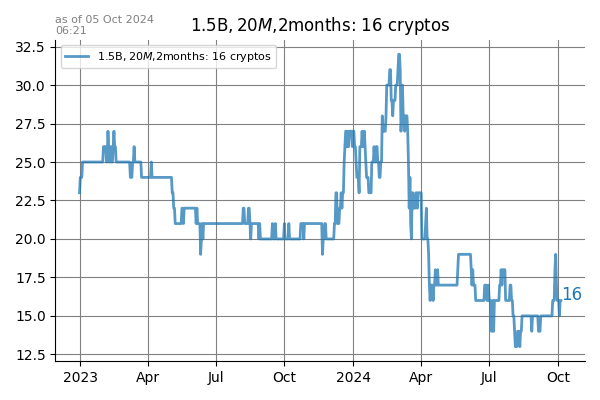 as of 05 Oct 2024
06:21
1.5B, 20M,2months: 16 cryptos
1.5B, 20M,2months: 16 cryptos
32.5
30.0
27.5
25.0
22.5
20.0
17.5
15.0
12.5
16
2023 Apr Jul Oct 2024 Apr Jul Oct